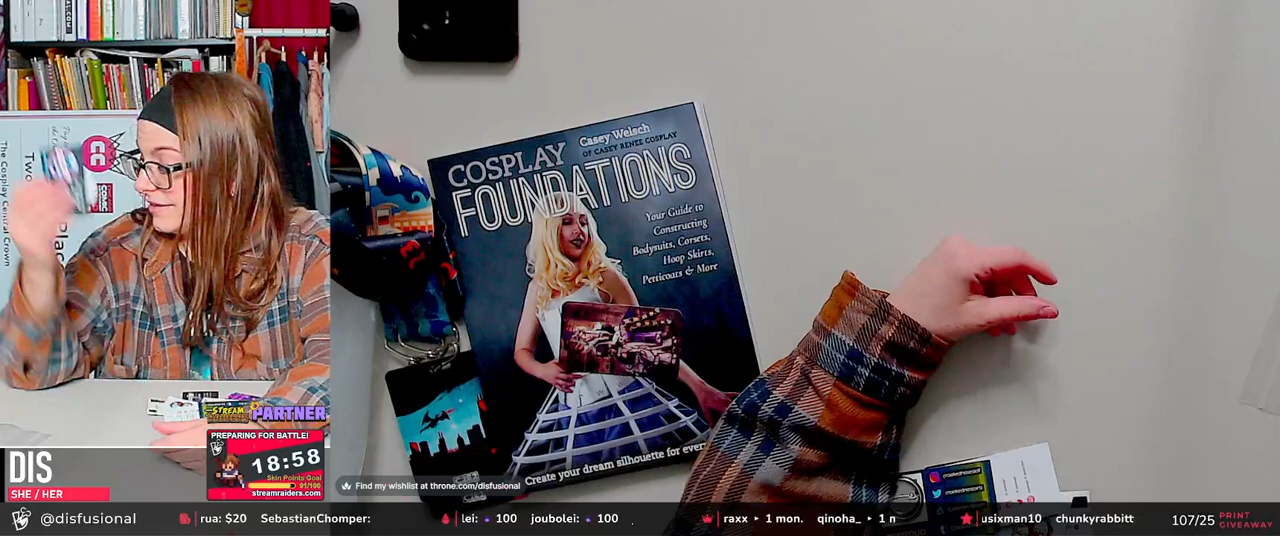 COSPLAY
Casey Welsch
OF CASEY RENEE COSPLAY
FOUNDATIONS
Your Guide to
Constructing
Bodysuits, Corsets,
Hoop Skirts,
Petticoats & More
Create your dream silhouette for ever
The Cosplay Central Crown
CC
STREAM
RAIDERS PARTNER
PREPARING FOR BATTLE!
18:58
Skin Points Goal
91/100
streamraiders.com
DIS
SHE / HER
Find my wishlist at throne.com/disfusional
@disfusional
rua: $20 SebastianChomper:
lei: 100 joubolei: 100
raxx ▸ 1 mon. qinoha_ ▸ 1 n
usixman10 chunkyrabbitt
107/25 PRINT
GIVEAWAY